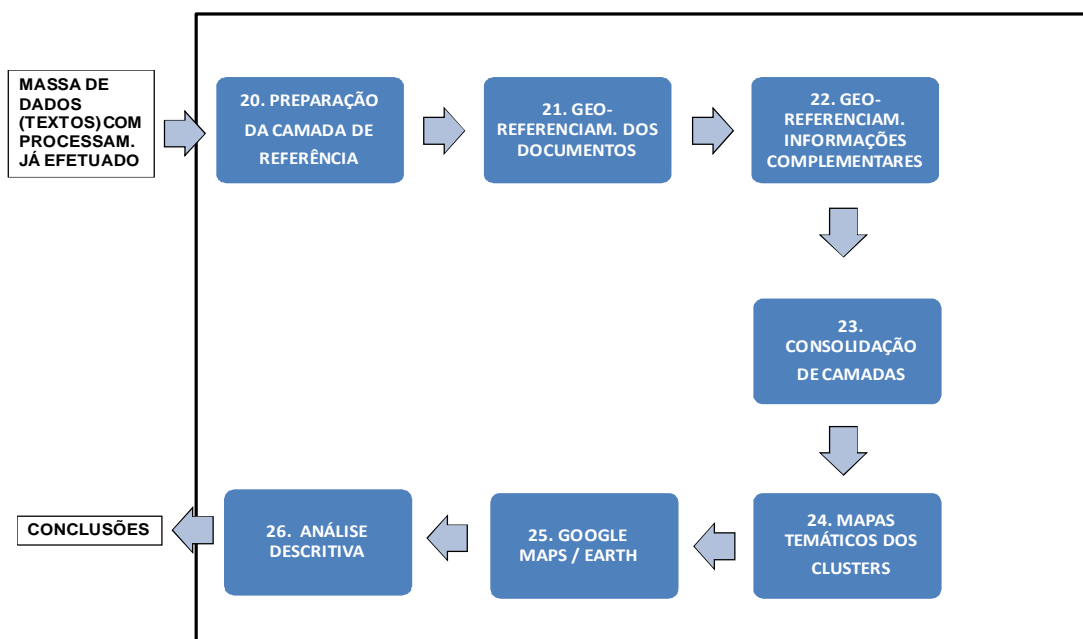 MASSA DE
DADOS
(TEXTOS) COM
PROCESSAM.
JÁ EFETUADO
20. PREPARAÇÃO
DA CAMADA DE
REFERÊNCIA
21. GEO-
REFERENCIAM. DOS
DOCUMENTOS
22. GEO-
REFERENCIAM.
INFORMAÇÕES
COMPLEMENTARES
23.
CONSOLIDAÇÃO
DE CAMADAS
24. MAPAS
TEMÁTICOS DOS
CLUSTERS
25. GOOGLE
MAPS / EARTH
26. ANÁLISE
DESCRITIVA
CONCLUSÕES